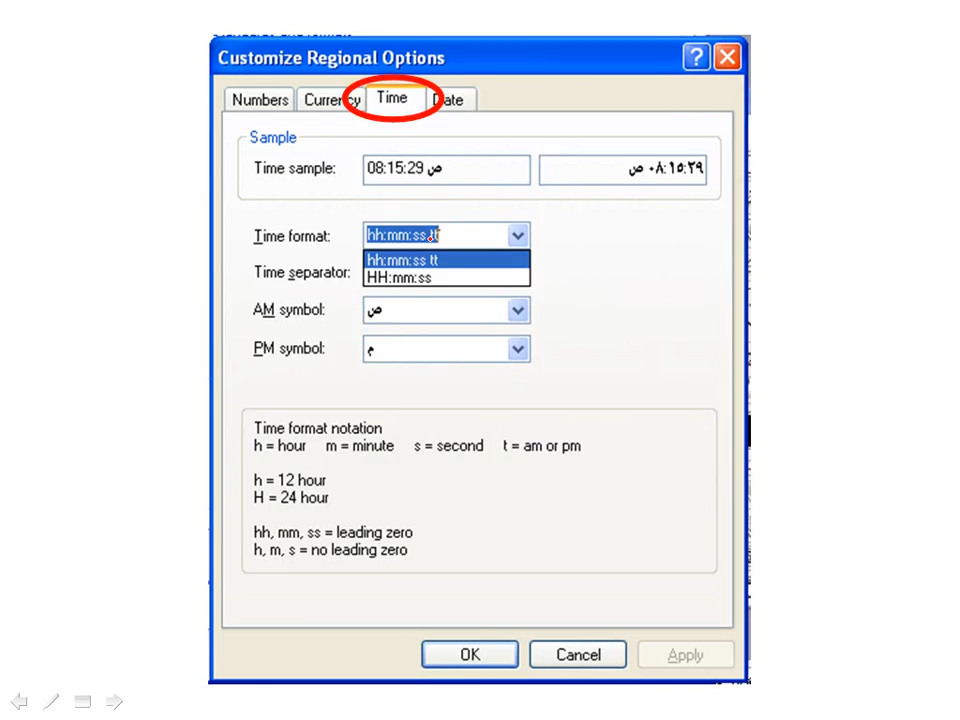 Customize Regional Options
Numbers Currency Time Date
Sample
Time sample: 08:15:29 ص ٠٨:١٥:٢٩ ص
Time format: hh:mm:ss tt
hh:mm:ss tt
HH:mm:ss
Time separator:
AM symbol: ص
PM symbol: م
Time format notation
h = hour m = minute s = second t = am or pm
h = 12 hour
H = 24 hour
hh, mm, ss = leading zero
h, m, s = no leading zero
OK Cancel Apply